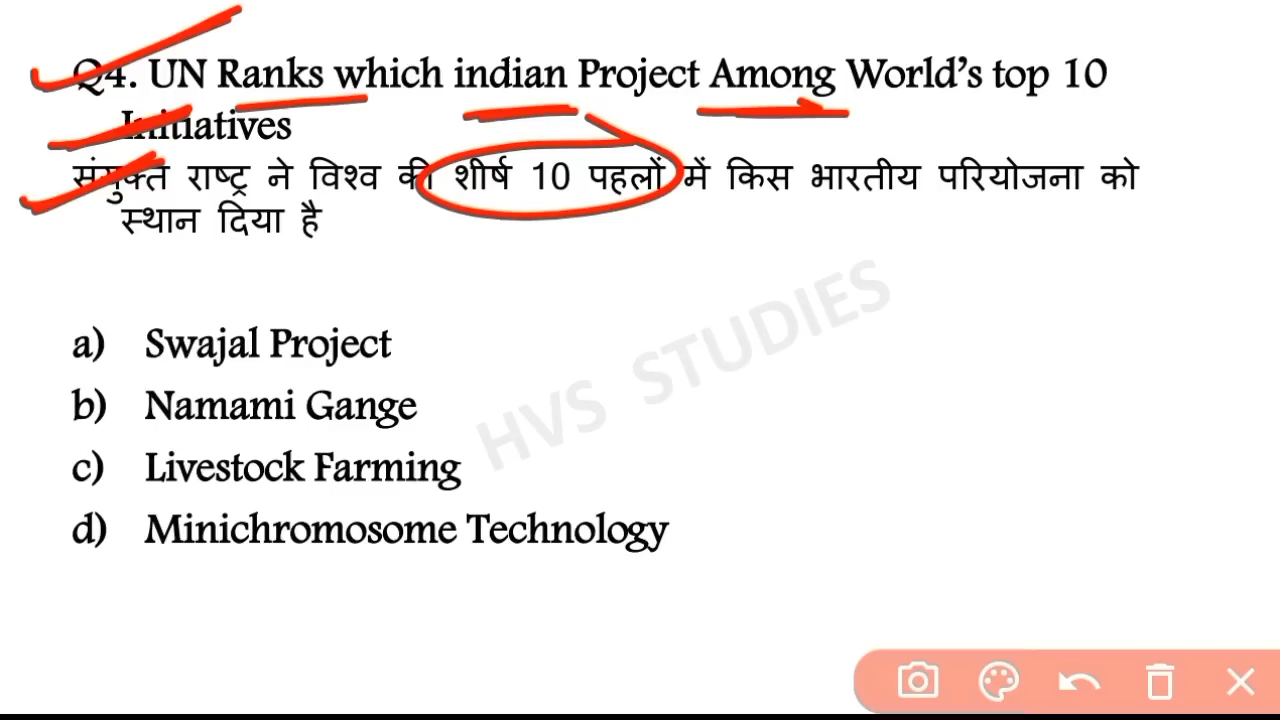 Q4. UN Ranks which indian Project Among World's top 10
Initiatives
संयुक्त राष्ट्र ने विश्व की शीर्ष 10 पहलों में किस भारतीय परियोजना को
स्थान दिया है
a) Swajal Project
b) Namami Gange
c) Livestock Farming
d) Minichromosome Technology
HVS STUDIES